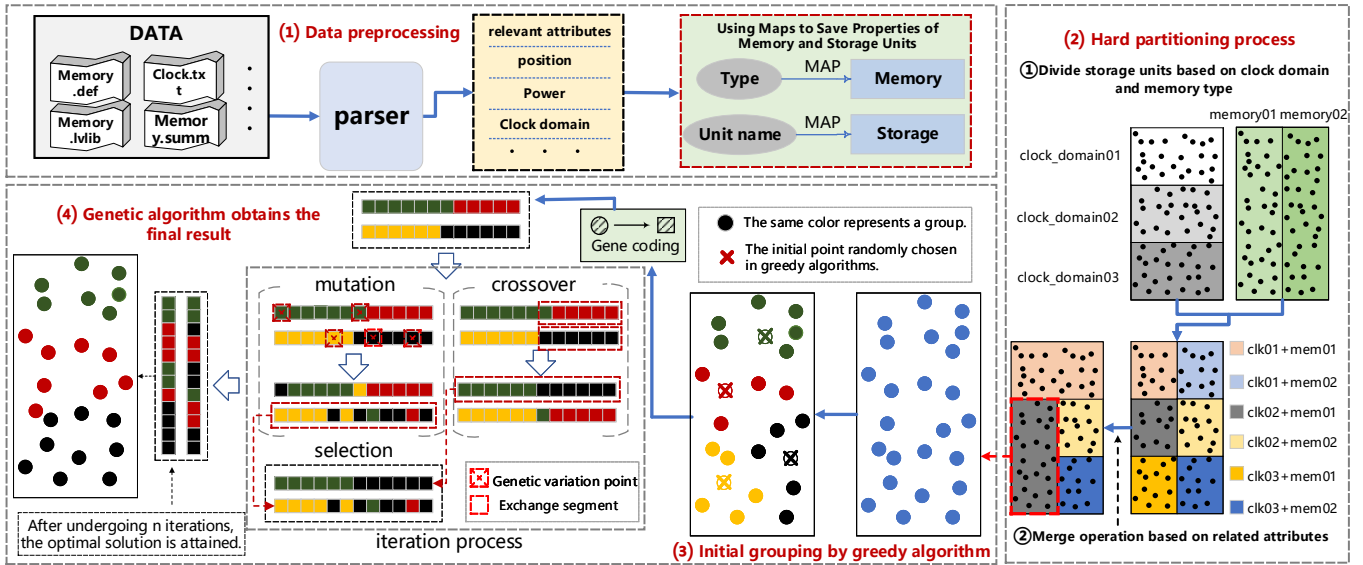 DATA
Memory
.def
Clock.tx
t
Memory
.lvlib
Memor
y.summ
(1) Data preprocessing
parser
relevant attributes
position
Power
Clock domain
Using Maps to Save Properties of
Memory and Storage Units
Type
MAP
Memory
Unit name
MAP
Storage
(2) Hard partitioning process
①Divide storage units based on clock domain
and memory type
memory01 memory02
clock_domain01
clock_domain02
clock_domain03
clk01+mem01
clk01+mem02
clk02+mem01
clk02+mem02
clk03+mem01
clk03+mem02
②Merge operation based on related attributes
(4) Genetic algorithm obtains the
final result
Gene coding
The same color represents a group.
The initial point randomly chosen
in greedy algorithms.
mutation
crossover
selection
Genetic variation point
Exchange segment
iteration process
After undergoing n iterations,
the optimal solution is attained.
(3) Initial grouping by greedy algorithm